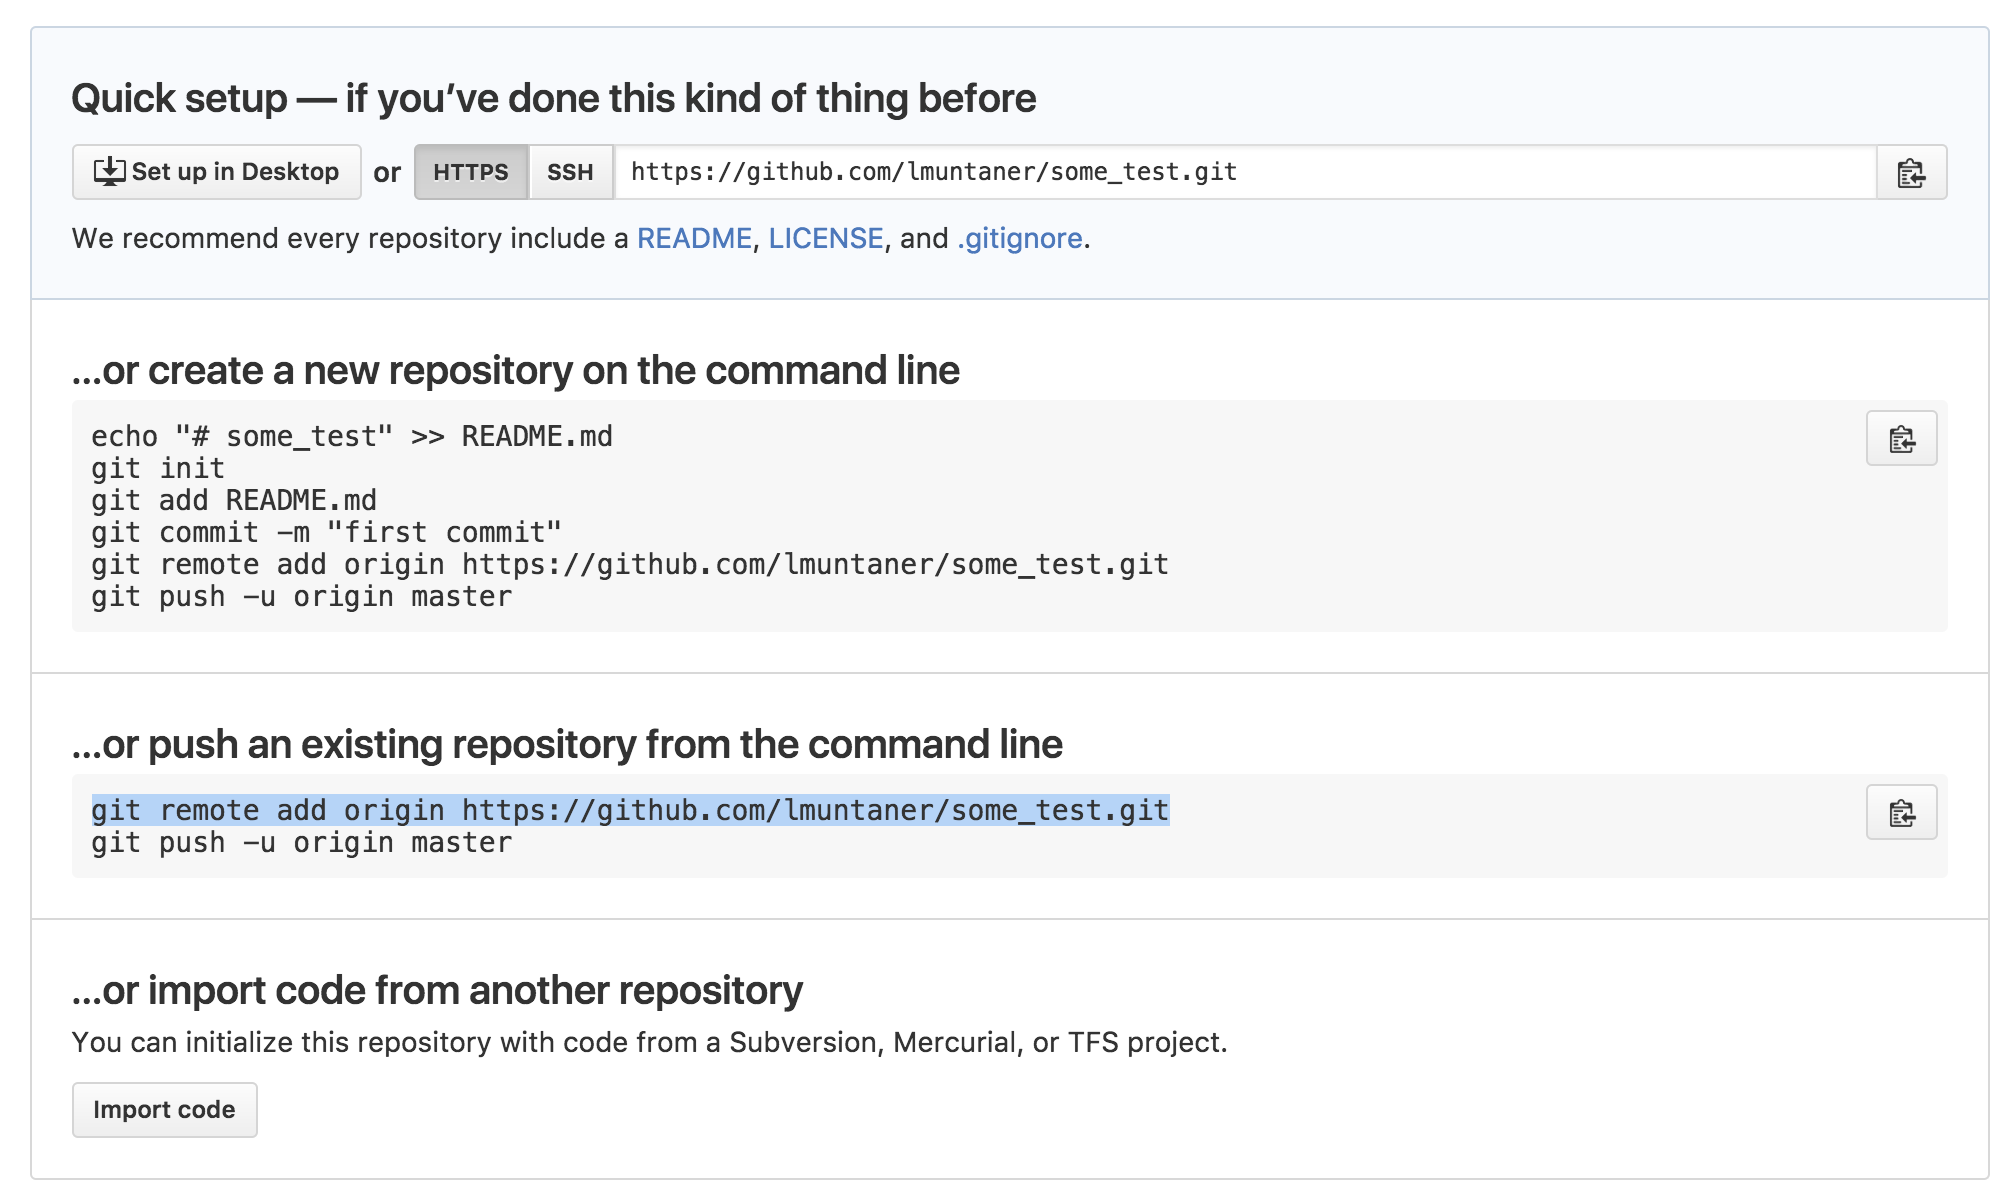 Quick setup — if you’ve done this kind of thing before
Set up in Desktop or HTTPS SSH https://github.com/lmuntaner/some_test.git
We recommend every repository include a README, LICENSE, and .gitignore.
…or create a new repository on the command line
echo "# some_test" >> README.md
git init
git add README.md
git commit -m "first commit"
git remote add origin https://github.com/lmuntaner/some_test.git
git push -u origin master
…or push an existing repository from the command line
git remote add origin https://github.com/lmuntaner/some_test.git
git push -u origin master
…or import code from another repository
You can initialize this repository with code from a Subversion, Mercurial, or TFS project.
Import code